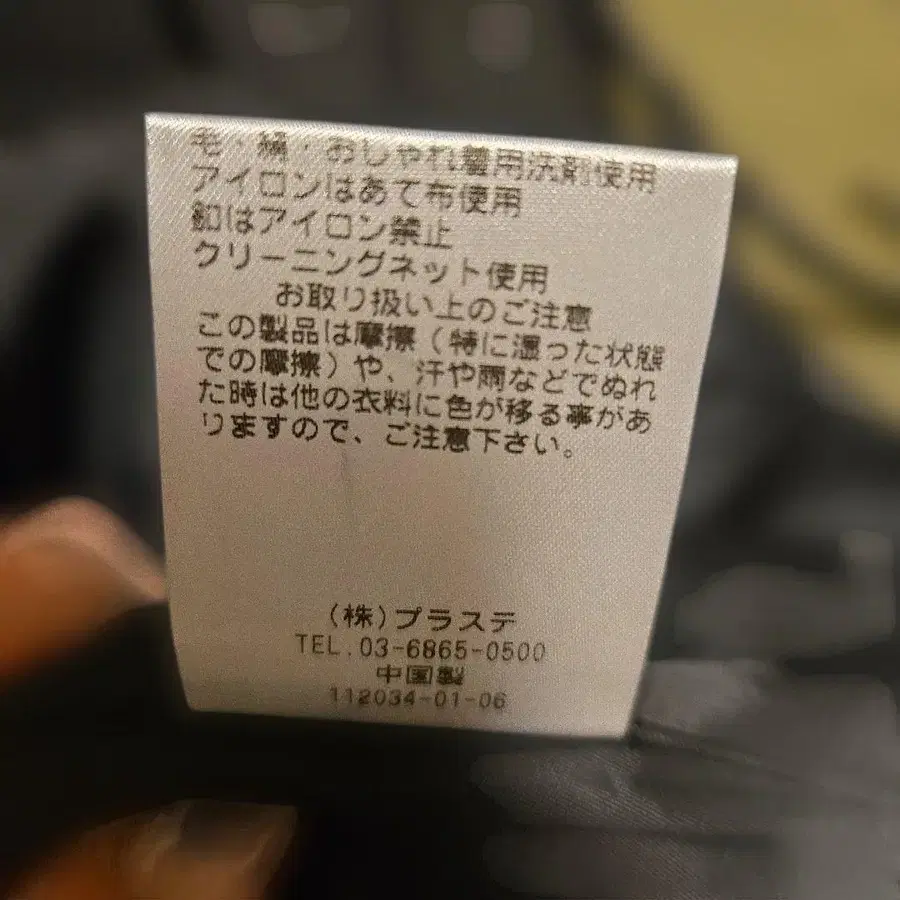 毛・絹・おしゃれ着用洗剤使用
アイロンはあて布使用
釦はアイロン禁止
クリーニングネット使用
お取り扱い上のご注意
この製品は摩擦（特に湿った状態
での摩擦）や、汗や雨などでぬれ
た時は他の衣料に色が移る事があ
りますので、ご注意下さい。
（株）プラステ
TEL.03-6865-0500
中国製
112034-01-06